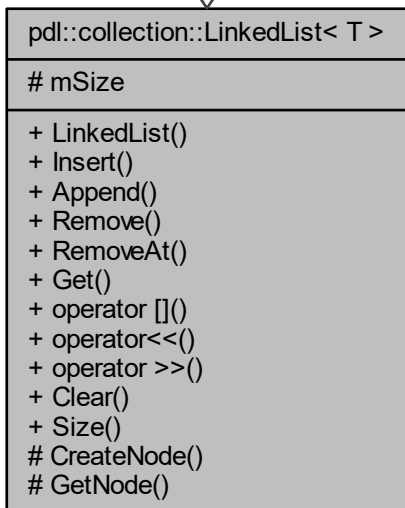 pdl::collection::LinkedList< T >
# mSize
+ LinkedList()
+ Insert()
+ Append()
+ Remove()
+ RemoveAt()
+ Get()
+ operator []()
+ operator<<()
+ operator >>()
+ Clear()
+ Size()
# CreateNode()
# GetNode()